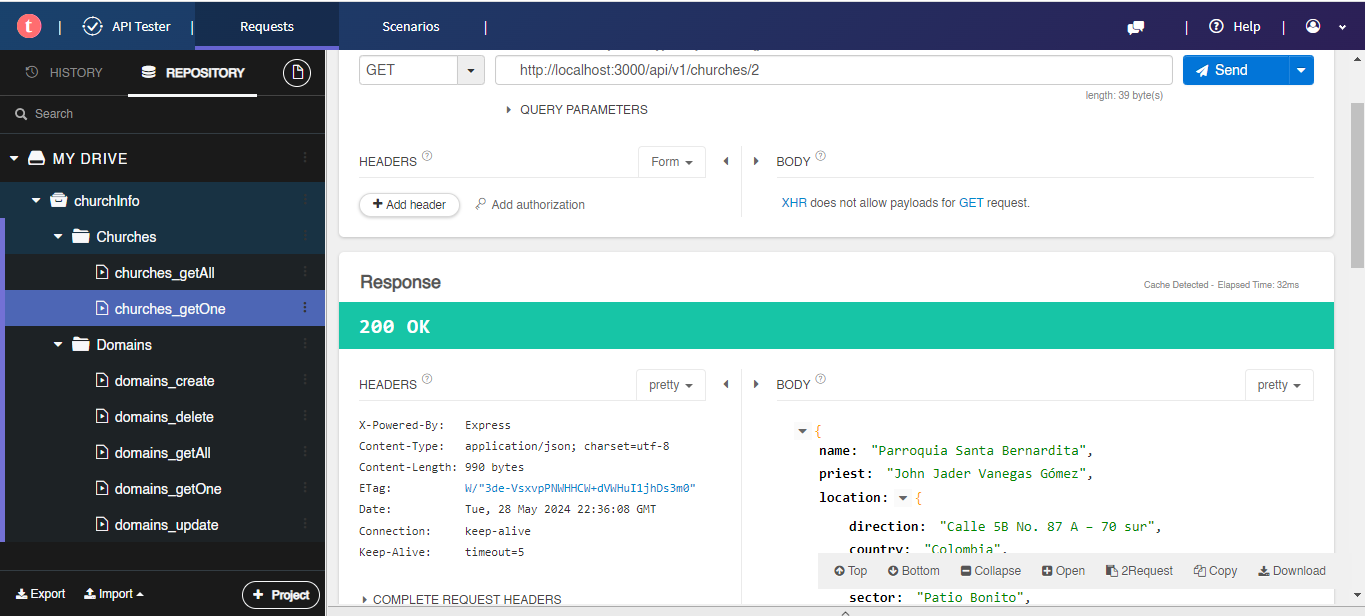 t | API Tester | Requests Scenarios | | Help |
HISTORY REPOSITORY
Search
MY DRIVE
churchInfo
Churches
churches_getAll
churches_getOne
Domains
domains_create
domains_delete
domains_getAll
domains_getOne
domains_update
Export Import + Project
GET http://localhost:3000/api/v1/churches/2 Send
length: 39 byte(s)
QUERY PARAMETERS
HEADERS ? Form BODY ?
+ Add header Add authorization XHR does not allow payloads for GET request.
Response Cache Detected - Elapsed Time: 32ms
200 OK
HEADERS ? pretty BODY ? pretty
X-Powered-By: Express
Content-Type: application/json; charset=utf-8
Content-Length: 990 bytes
ETag: W/"3de-VsxvpPNWHHCW+dVWHuI1jhDs3m0"
Date: Tue, 28 May 2024 22:36:08 GMT
Connection: keep-alive
Keep-Alive: timeout=5
COMPLETE REQUEST HEADERS
{
name: "Parroquia Santa Bernardita",
priest: "John Jader Vanegas Gómez",
location: {
direction: "Calle 5B No. 87 A – 70 sur",
country: "Colombia",
Top Bottom Collapse Open 2Request Copy Download
sector: "Patio Bonito",